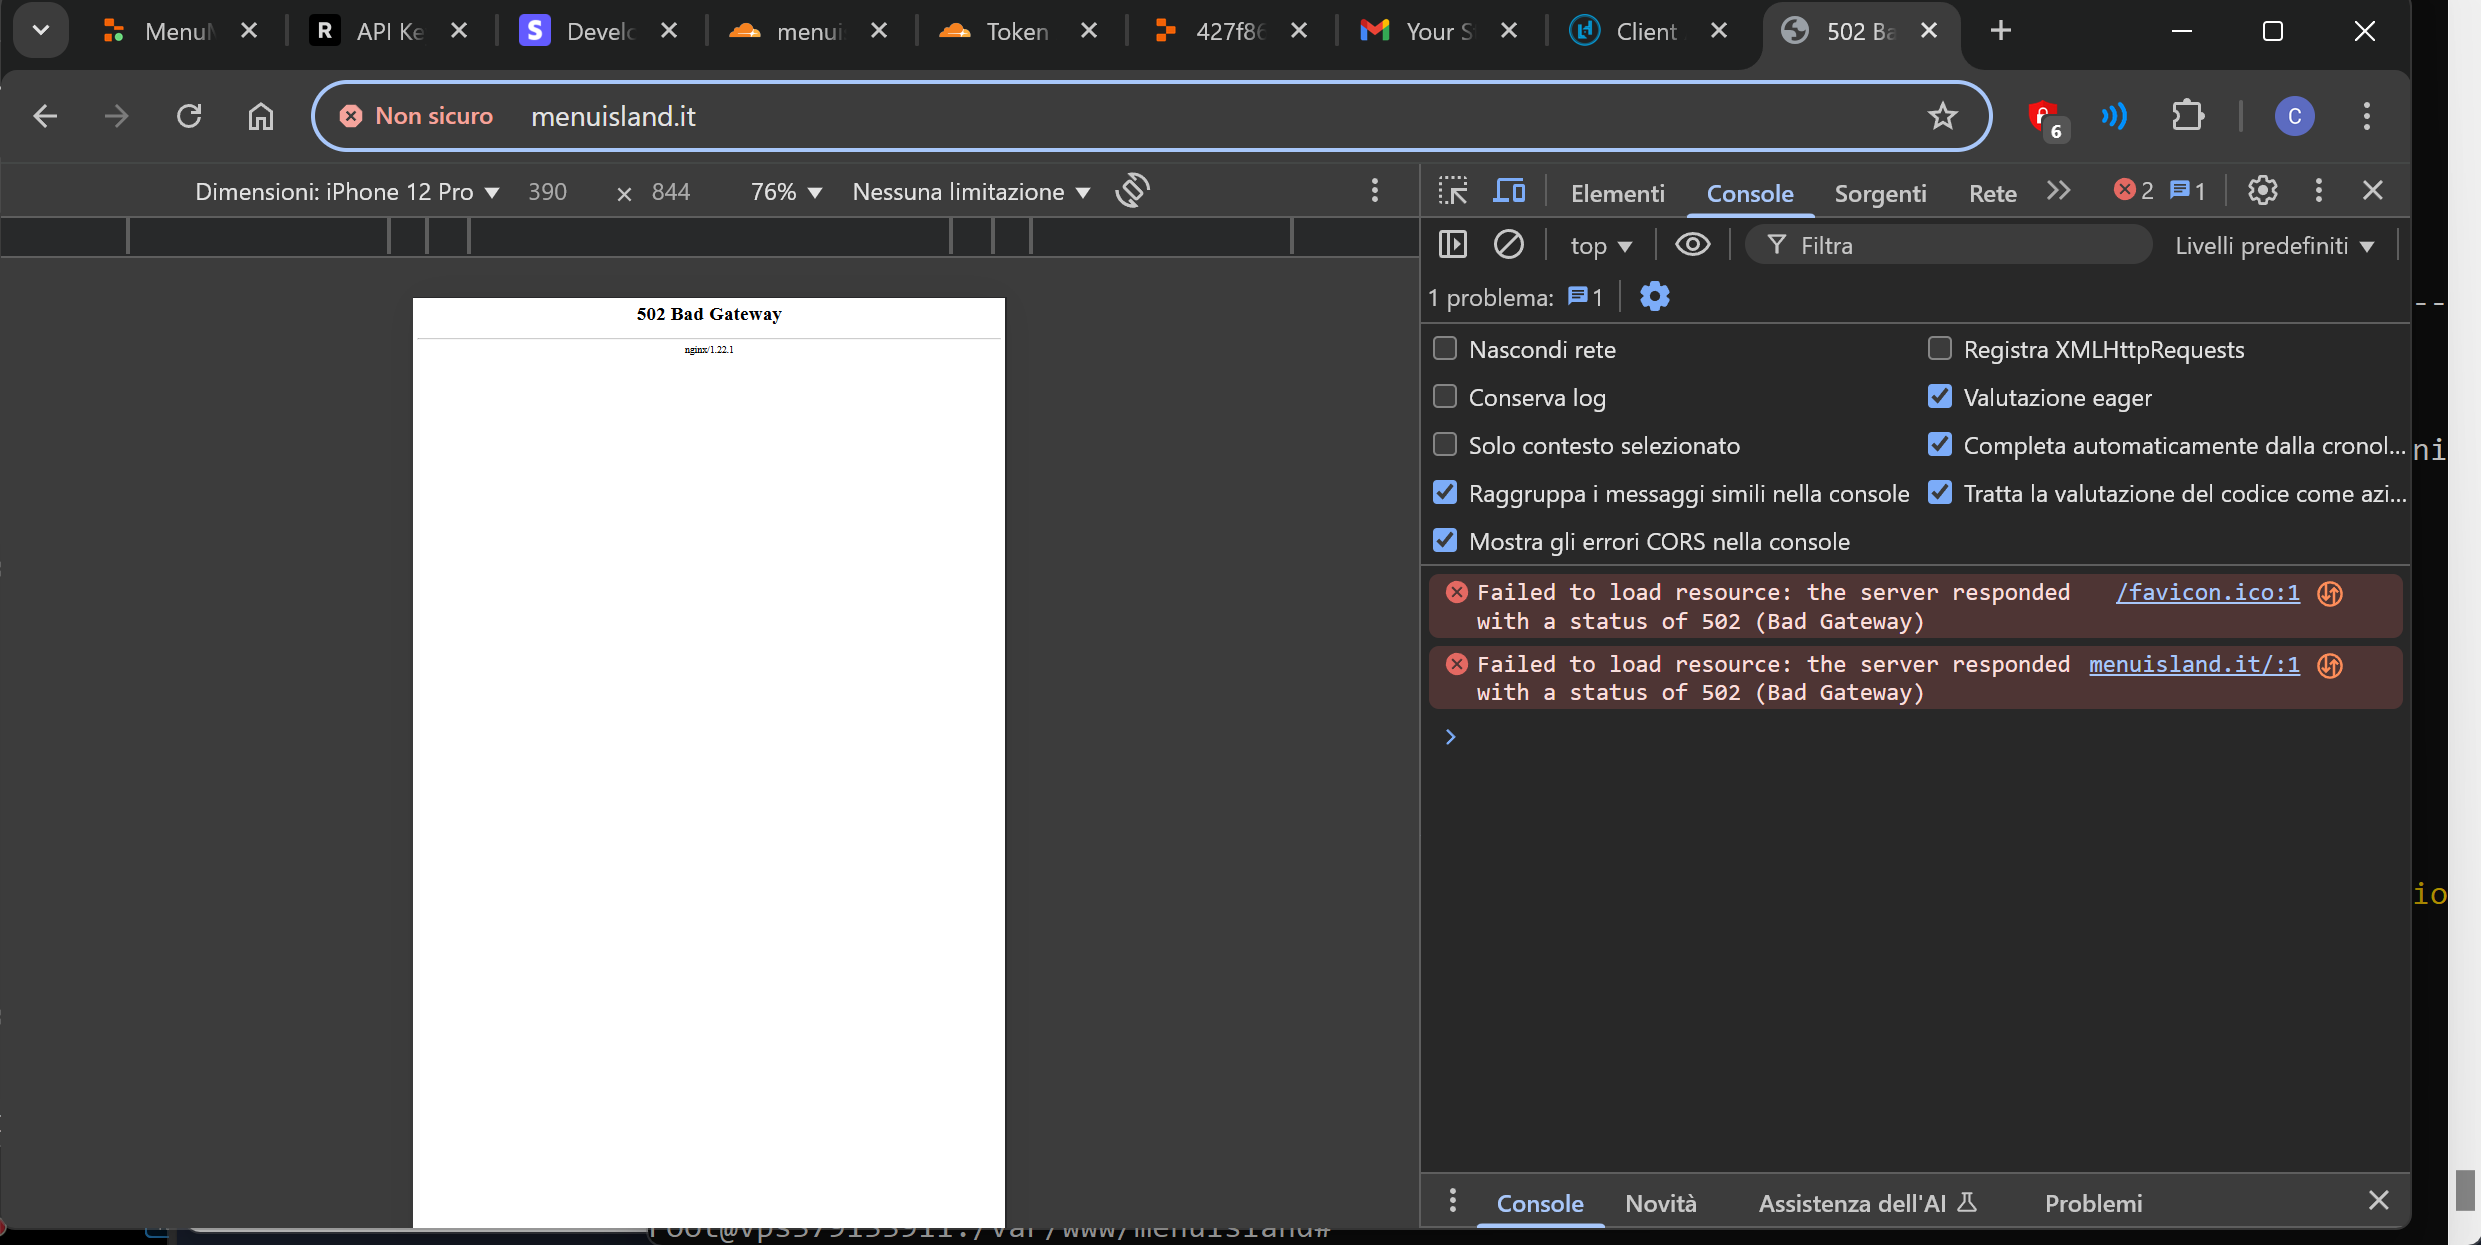 MenuM
API Ke
Develo
menui
Token
427f86
Your S
Client
502 Ba
Non sicuro
menuisland.it
6
C
Dimensioni: iPhone 12 Pro
390
×
844
76%
Nessuna limitazione
Elementi
Console
Sorgenti
Rete
2
1
top
Filtra
Livelli predefiniti
1 problema:
1
Nascondi rete
Registra XMLHttpRequests
Conserva log
Valutazione eager
Solo contesto selezionato
Completa automaticamente dalla cronol...
Raggruppa i messaggi simili nella console
Tratta la valutazione del codice come azi...
Mostra gli errori CORS nella console
502 Bad Gateway
nginx/1.22.1
Failed to load resource: the server responded /favicon.ico:1
with a status of 502 (Bad Gateway)
Failed to load resource: the server responded menuisland.it/:1
with a status of 502 (Bad Gateway)
--
ni
io
Console
Novità
Assistenza dell'AI
Problemi
root@vps379153911:/var/www/menuisland#